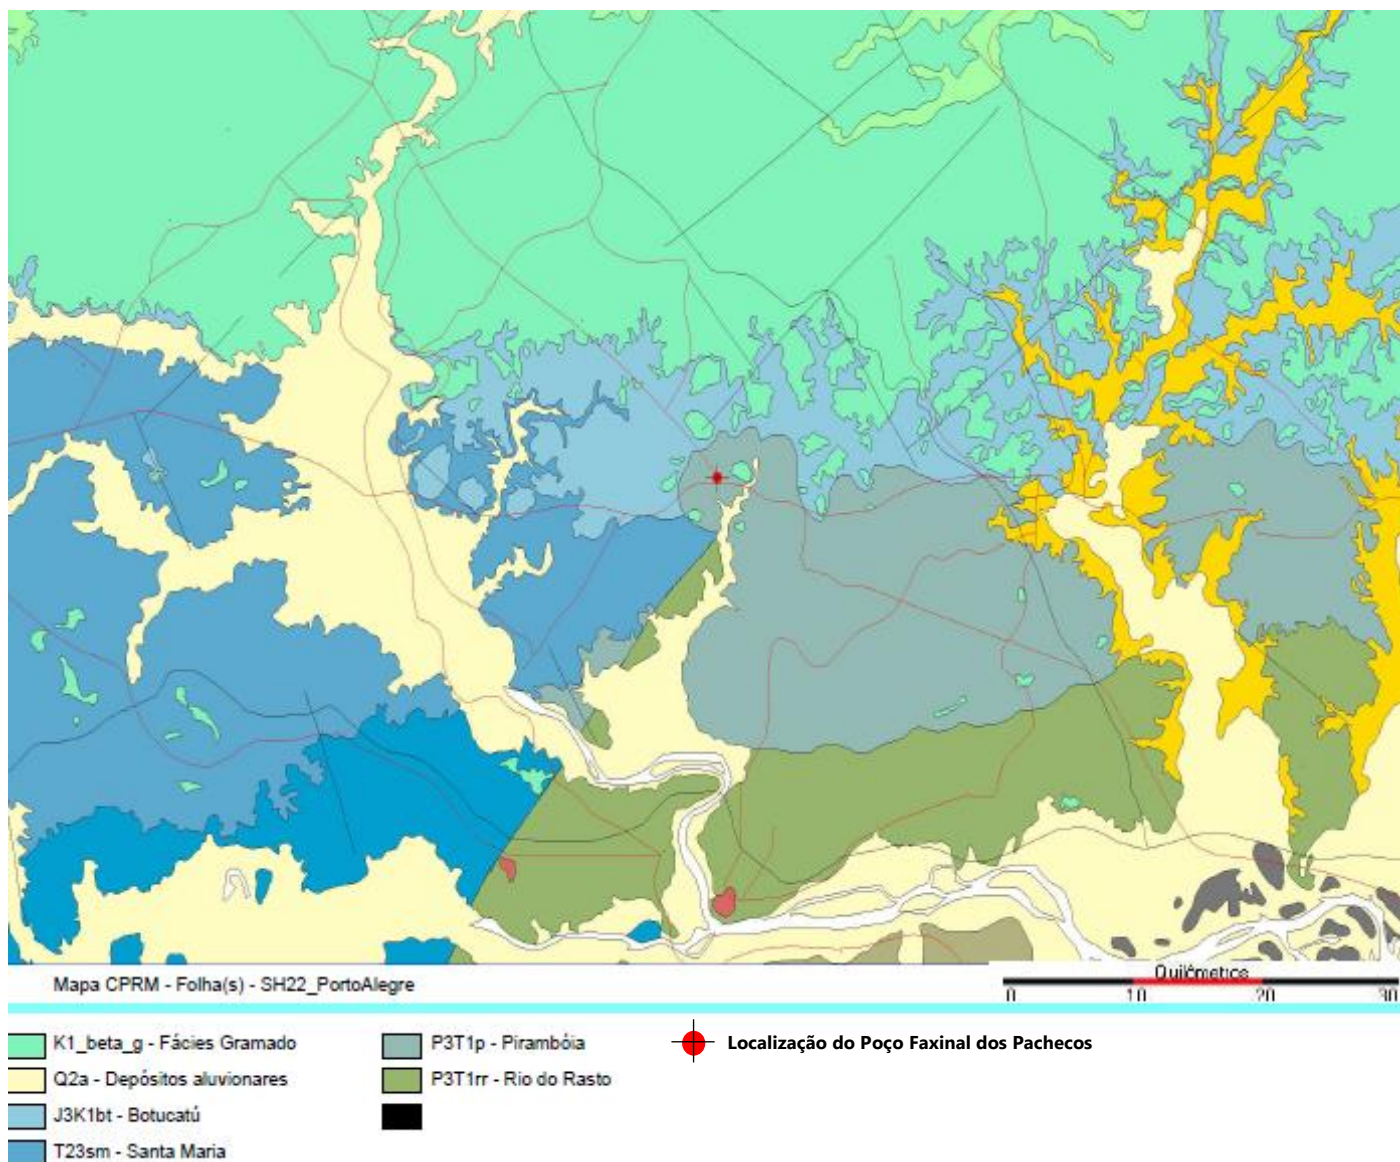 Mapa CPRM - Folha(s) - SH22_PortoAlegre
Quilômetros
0 10 20 30
K1_beta_g - Fácies Gramado
Q2a - Depósitos aluvionares
J3K1bt - Botucatú
T23sm - Santa Maria
P3T1p - Pirambóia
P3T1rr - Rio do Rasto
Localização do Poço Faxinal dos Pachecos